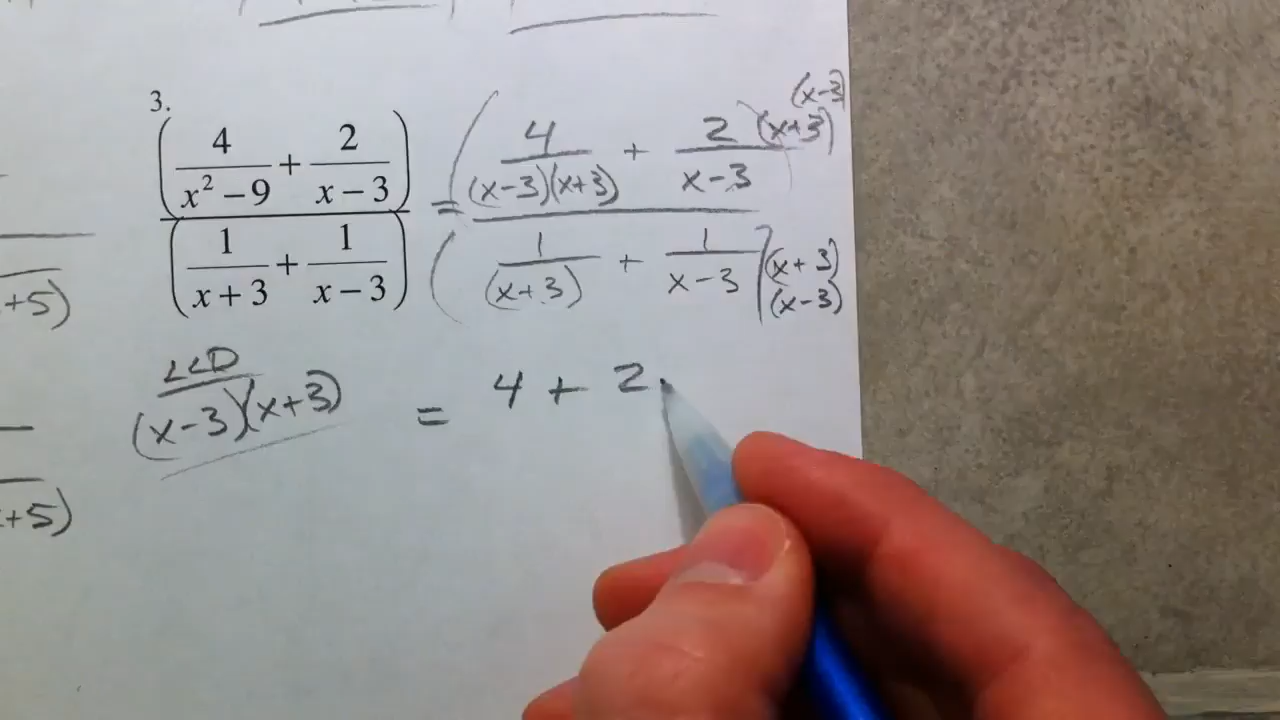 3.
(x-3)
( 4/(x² - 9) + 2/(x - 3) ) / ( 1/(x + 3) + 1/(x - 3) ) = ( 4/((x-3)(x+3)) + 2/(x-3) ) (x+3) / ( 1/(x+3) + 1/(x-3) ) (x+3)(x-3)
+5)
LCD
(x-3)(x+3) = 4 + 2
+5)